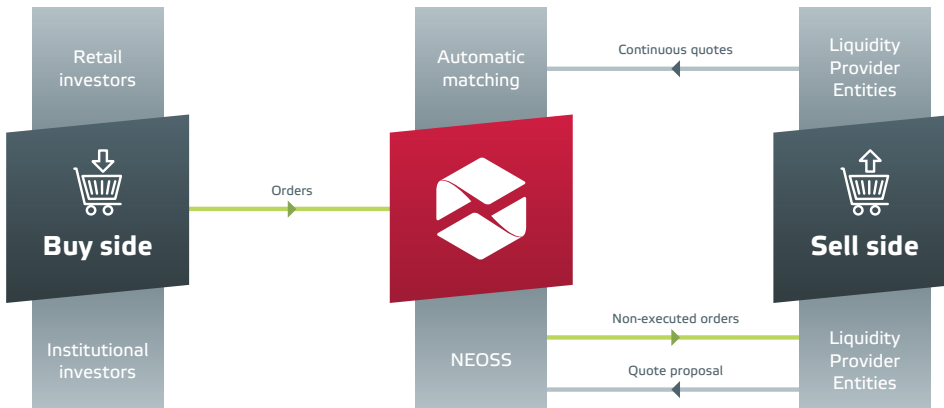 Retail
investors
Buy side
Institutional
investors
Orders
Automatic
matching
NEOSS
Continuous quotes
Non-executed orders
Quote proposal
Liquidity
Provider
Entities
Sell side
Liquidity
Provider
Entities